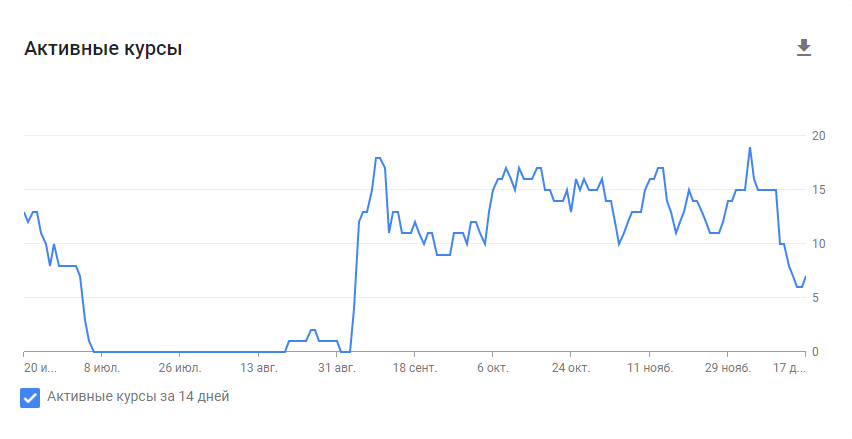 Активные курсы
20
15
10
5
0
20 и... 8 июл. 26 июл. 13 авг. 31 авг. 18 сент. 6 окт. 24 окт. 11 нояб. 29 нояб. 17 д...
Активные курсы за 14 дней